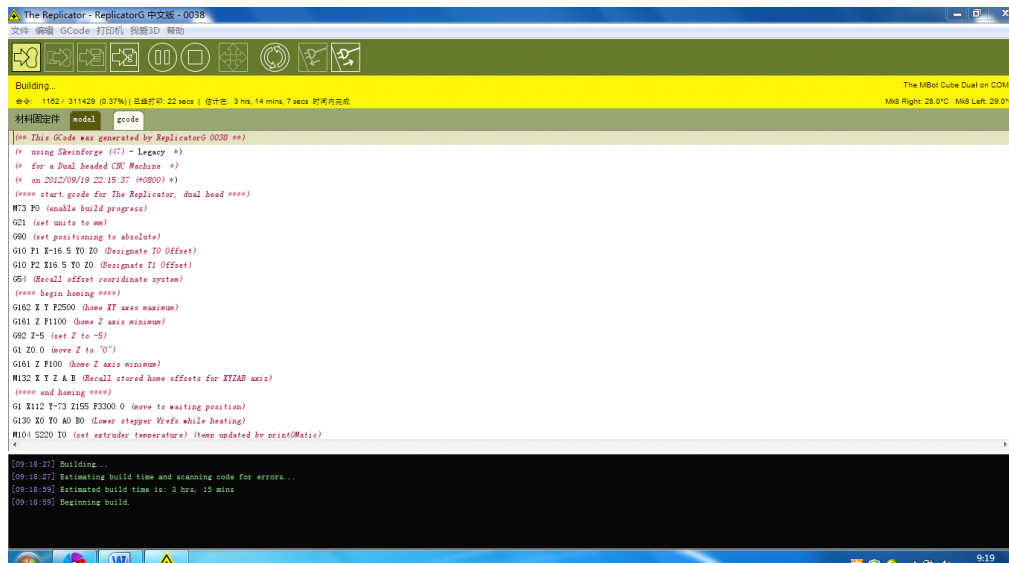 The Replicator - ReplicatorG 中文版 - 0038
文件 编辑 GCode 打印机 我爱3D 帮助
Building...
The MBot Cube Dual on COM
命令: 1162 / 311429 (0.37%) | 已经打印: 22 secs | 估计在: 3 hrs, 14 mins, 7 secs 时间内完成
Mk8 Right: 28.0°C Mk8 Left: 29.0°
材料固定件 model gcode
(** This GCode was generated by ReplicatorG 0038 **)
(* using Skeinforge (47) - Legacy *)
(* for a Dual headed CNC Machine *)
(* on 2012/09/19 22:15:37 (+0800) *)
(**** start.gcode for The Replicator, dual head ****)
M73 P0 (enable build progress)
G21 (set units to mm)
G90 (set positioning to absolute)
G10 P1 X-16.5 Y0 Z0 (Designate T0 Offset)
G10 P2 X16.5 Y0 Z0 (Designate T1 Offset)
G54 (Recall offset cooridinate system)
(**** begin homing ****)
G162 X Y F2500 (home XY axes maximum)
G161 Z F1100 (home Z axis minimum)
G92 Z-5 (set Z to -5)
G1 Z0.0 (move Z to "0")
G161 Z F100 (home Z axis minimum)
M132 X Y Z A B (Recall stored home offsets for XYZAB axis)
(**** end homing ****)
G1 X112 Y-73 Z155 F3300.0 (move to waiting position)
G130 X0 Y0 A0 B0 (Lower stepper Vrefs while heating)
M104 S220 T0 (set extruder temperature) (temp updated by printOMatic)
[09:18:27] Building...
[09:18:27] Estimating build time and scanning code for errors...
[09:18:59] Estimated build time is: 3 hrs, 15 mins
[09:18:59] Beginning build.
9:19